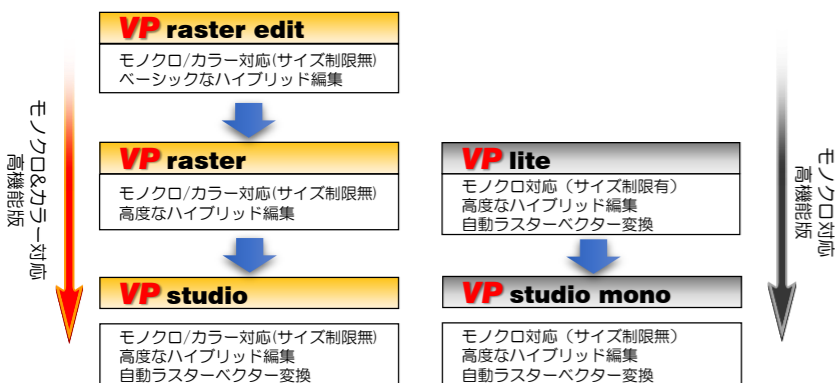 VP raster edit
モノクロ/カラー対応(サイズ制限無)
ベーシックなハイブリッド編集
VP raster
モノクロ/カラー対応(サイズ制限無)
高度なハイブリッド編集
VP studio
モノクロ/カラー対応(サイズ制限無)
高度なハイブリッド編集
自動ラスターベクター変換
モノクロ&カラー対応
高機能版
VP lite
モノクロ対応（サイズ制限有）
高度なハイブリッド編集
自動ラスターベクター変換
VP studio mono
モノクロ対応（サイズ制限無）
高度なハイブリッド編集
自動ラスターベクター変換
モノクロ対応
高機能版